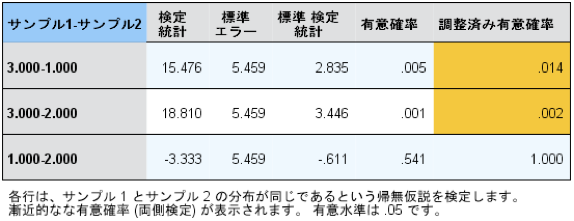 サンプル1-サンプル2 検定統計 標準エラー 標準 検定統計 有意確率 調整済み有意確率
3.000-1.000 15.476 5.459 2.835 .005 .014
3.000-2.000 18.810 5.459 3.446 .001 .002
1.000-2.000 -3.333 5.459 -.611 .541 1.000
各行は、サンプル 1 とサンプル 2 の分布が同じであるという帰無仮説を検定します。
漸近的なな有意確率 (両側検定) が表示されます。 有意水準は .05 です。